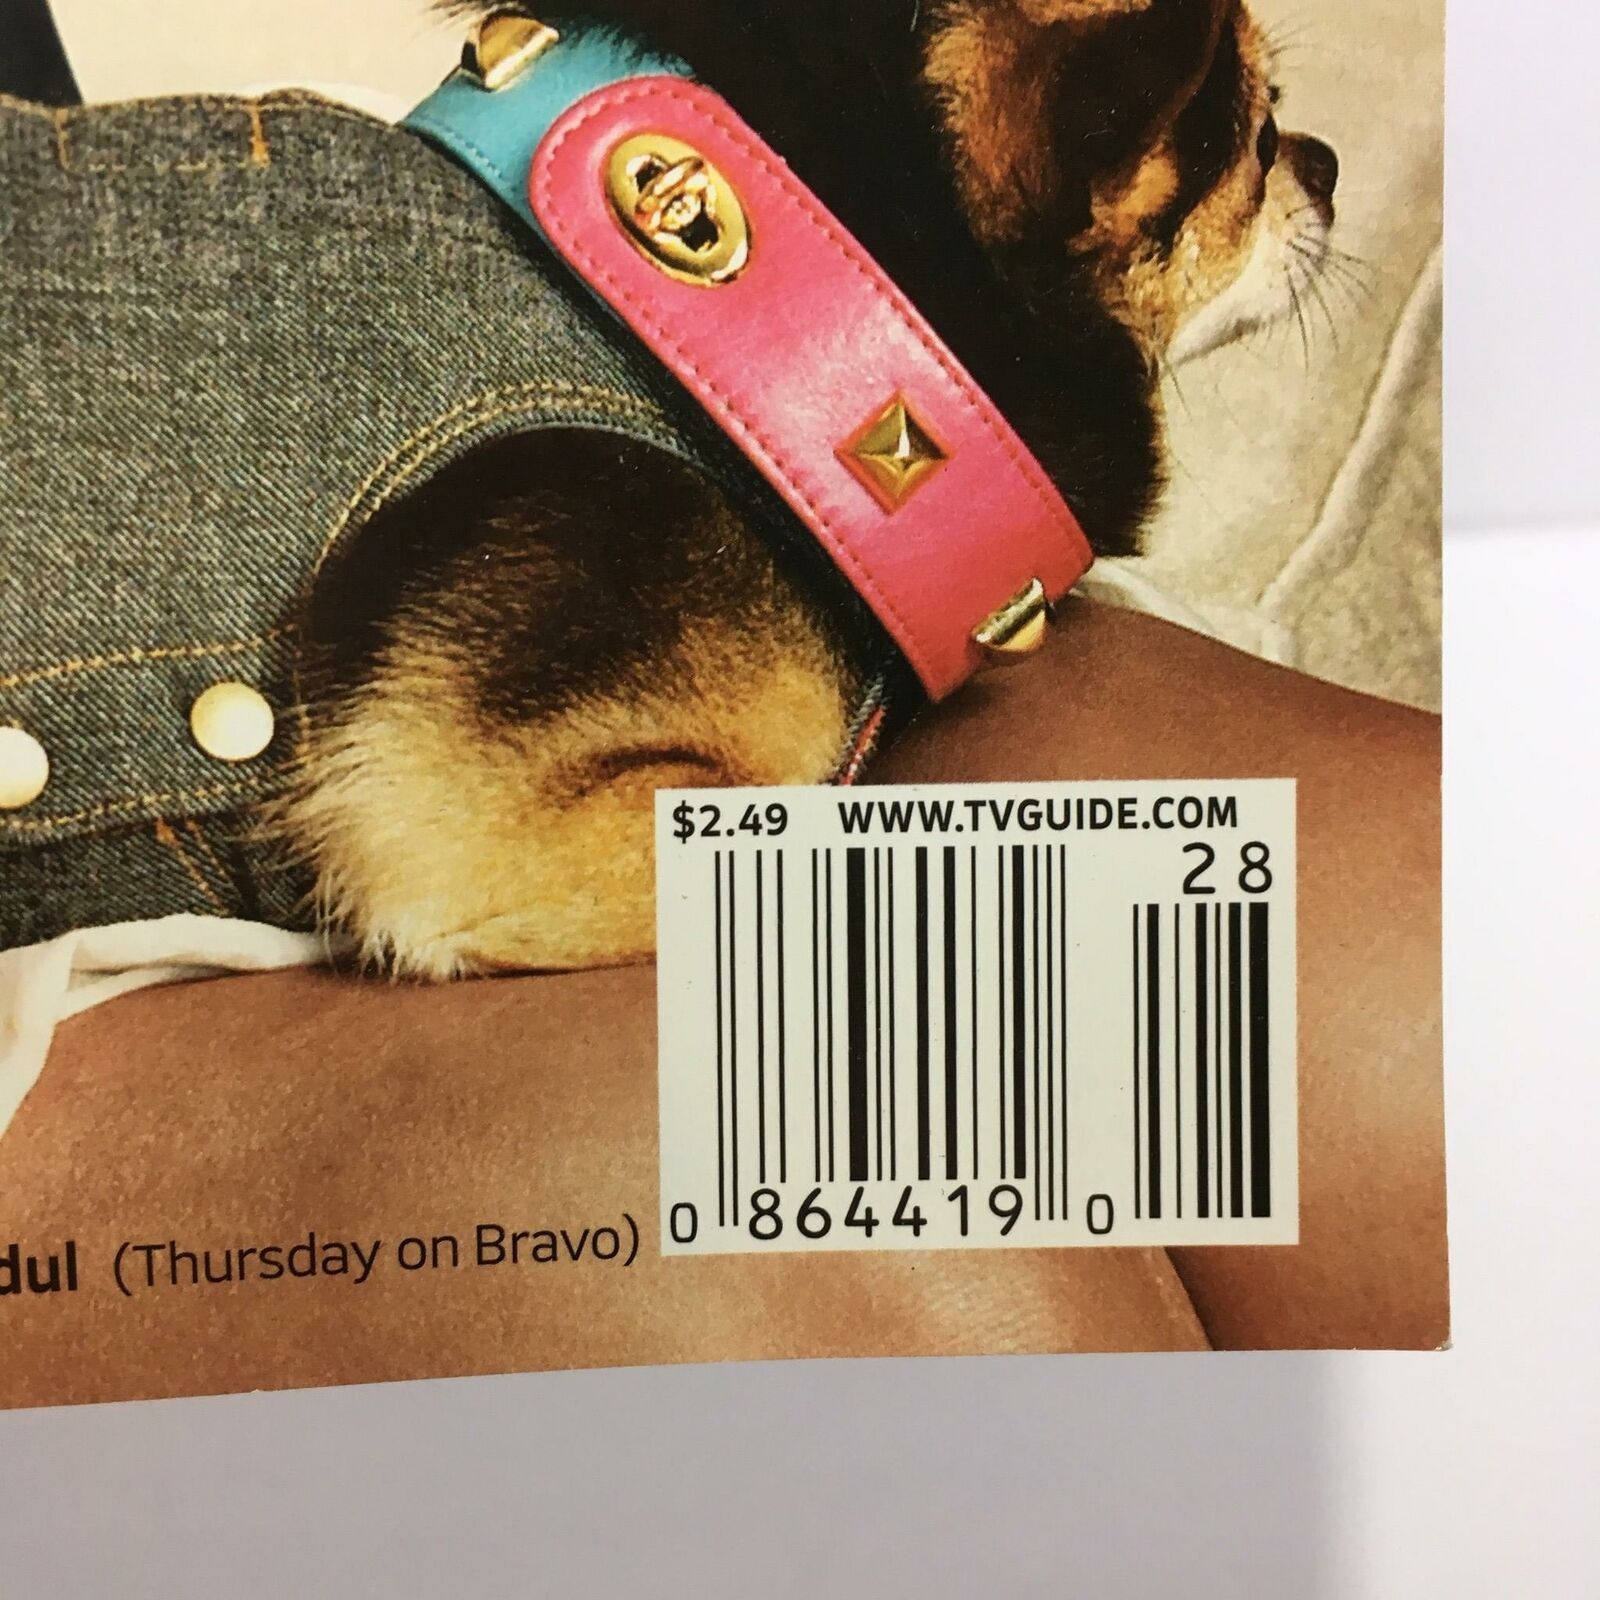 $2.49 WWW.TVGUIDE.COM
28
0 864419 0
dul (Thursday on Bravo)